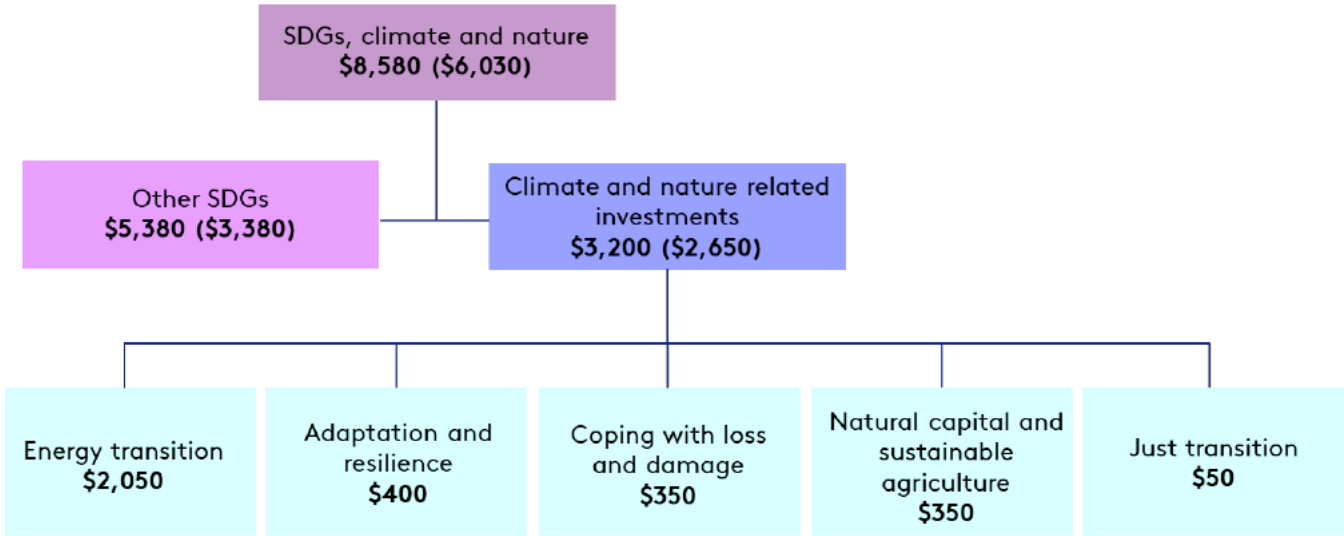 SDGs, climate and nature
$8,580 ($6,030)
Other SDGs
$5,380 ($3,380)
Climate and nature related
investments
$3,200 ($2,650)
Energy transition
$2,050
Adaptation and
resilience
$400
Coping with loss
and damage
$350
Natural capital and
sustainable
agriculture
$350
Just transition
$50